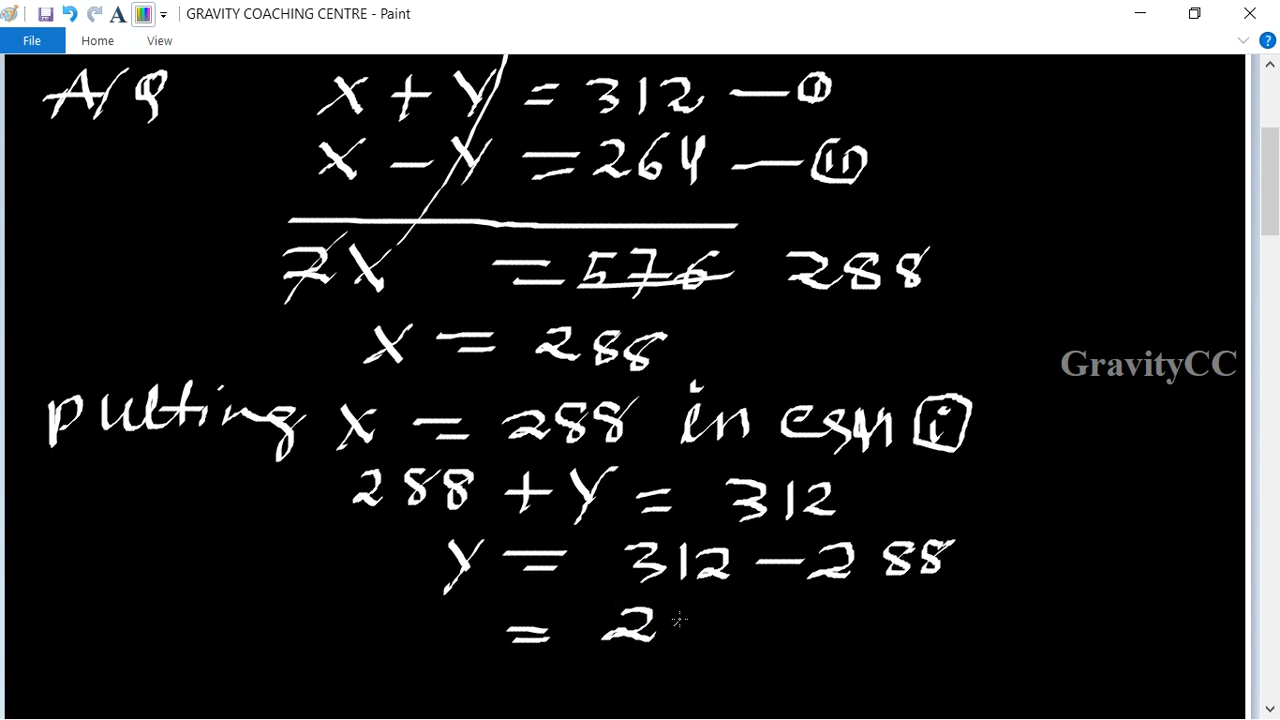 GRAVITY COACHING CENTRE - Paint
File Home View
A/Q X + Y = 312 — ①
X - Y = 264 — ⓘⓘ
2X = 576 288
X = 288
GravityCC
putting X = 288 in eqn ⓘ
288 + Y = 312
Y = 312 - 288
= 2